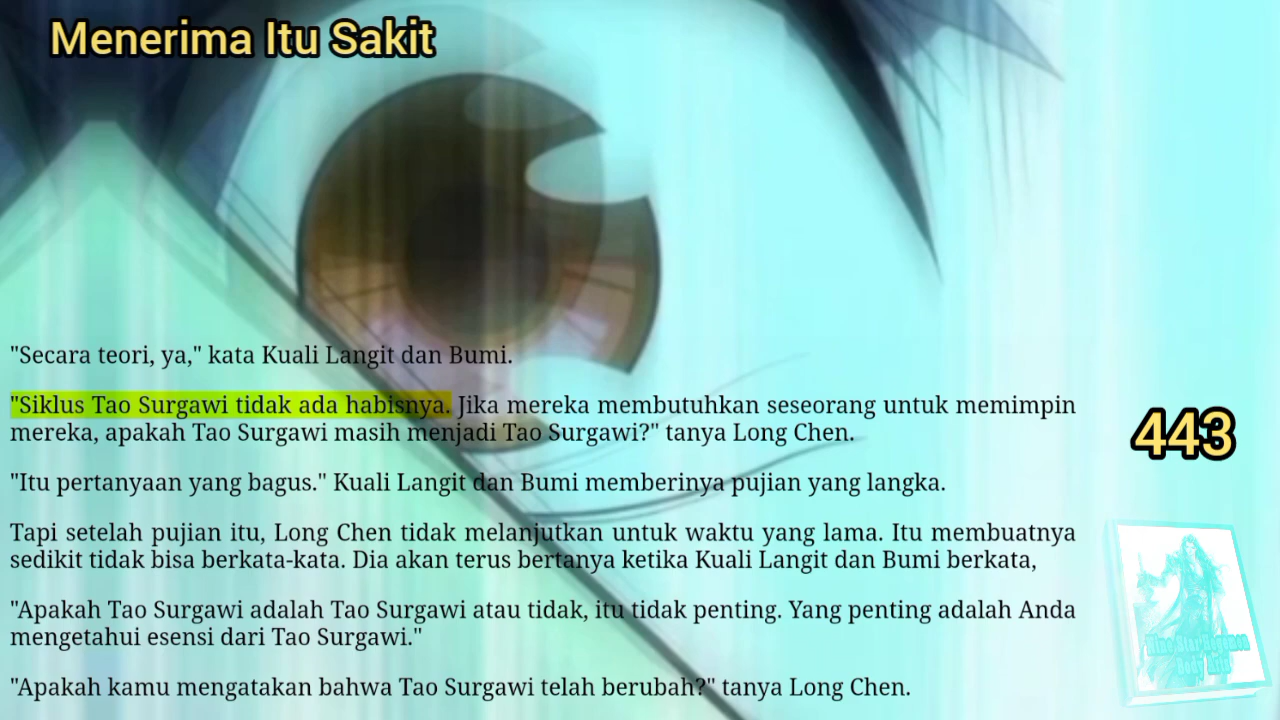 Menerima Itu Sakit
"Secara teori, ya," kata Kuali Langit dan Bumi.
"Siklus Tao Surgawi tidak ada habisnya. Jika mereka membutuhkan seseorang untuk memimpin
mereka, apakah Tao Surgawi masih menjadi Tao Surgawi?" tanya Long Chen.
443
"Itu pertanyaan yang bagus." Kuali Langit dan Bumi memberinya pujian yang langka.
Tapi setelah pujian itu, Long Chen tidak melanjutkan untuk waktu yang lama. Itu membuatnya
sedikit tidak bisa berkata-kata. Dia akan terus bertanya ketika Kuali Langit dan Bumi berkata,
"Apakah Tao Surgawi adalah Tao Surgawi atau tidak, itu tidak penting. Yang penting adalah Anda
mengetahui esensi dari Tao Surgawi."
"Apakah kamu mengatakan bahwa Tao Surgawi telah berubah?" tanya Long Chen.
Nine Star Hegemon
Body Arts